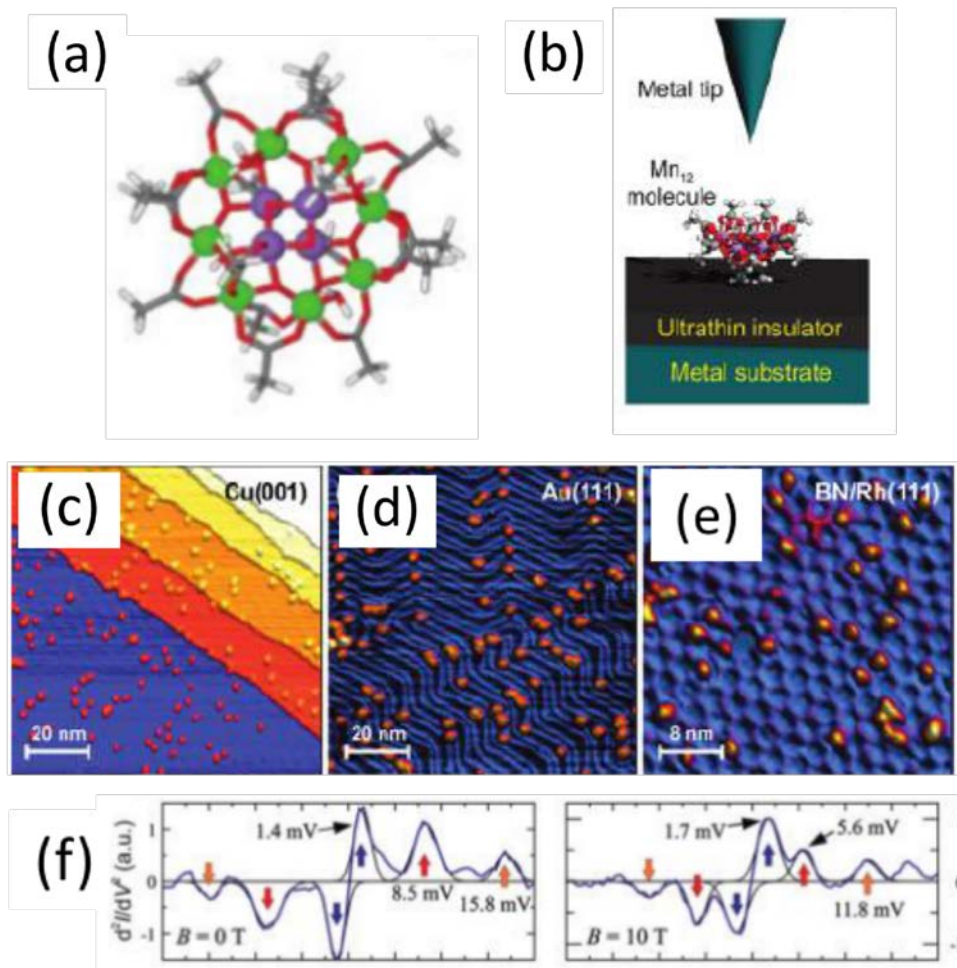 (a)
(b)
Metal tip
Mn12
molecule
Ultrathin insulator
Metal substrate
(c)
Cu(001)
20 nm
(d)
Au(111)
20 nm
(e)
BN/Rh(111)
8 nm
(f)
d²I/dV² (a.u.)
1
0
-1
1.4 mV
8.5 mV
15.8 mV
B = 0 T
1.7 mV
5.6 mV
11.8 mV
B = 10 T